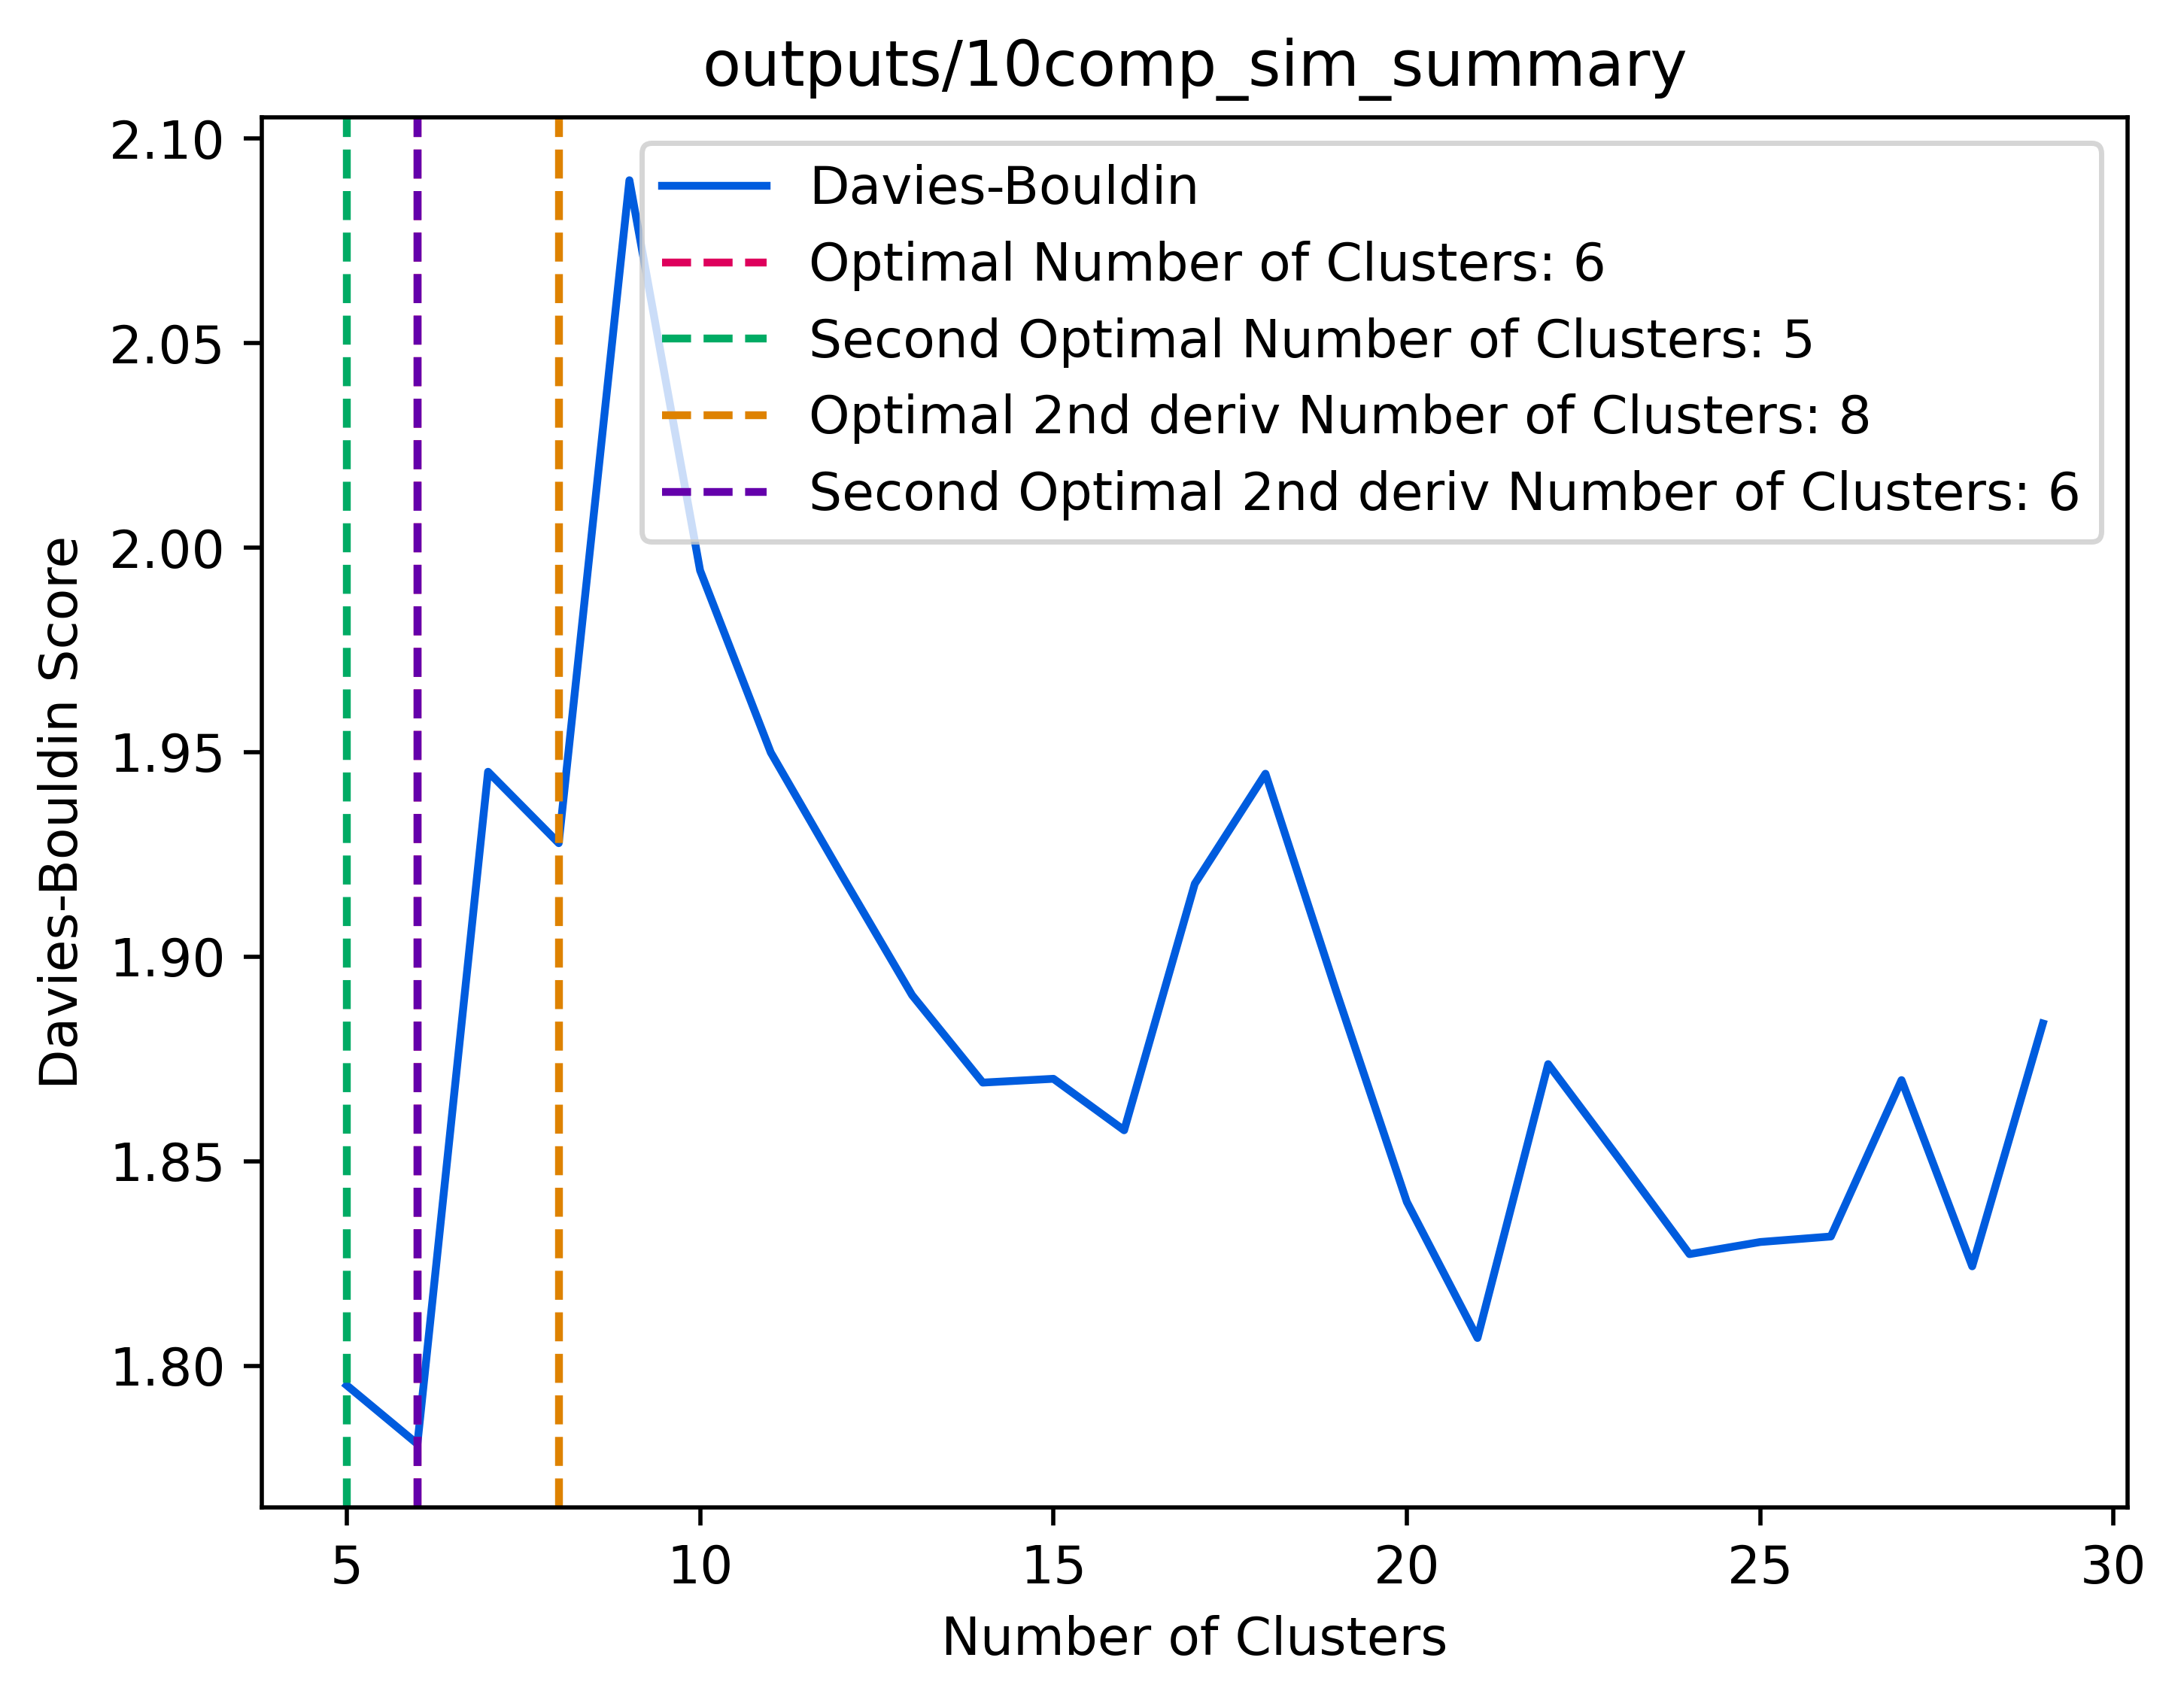 outputs/10comp_sim_summary
2.10
2.05
2.00
1.95
1.90
1.85
1.80
Davies-Bouldin Score
Davies-Bouldin
Optimal Number of Clusters: 6
Second Optimal Number of Clusters: 5
Optimal 2nd deriv Number of Clusters: 8
Second Optimal 2nd deriv Number of Clusters: 6
5 10 15 20 25 30
Number of Clusters